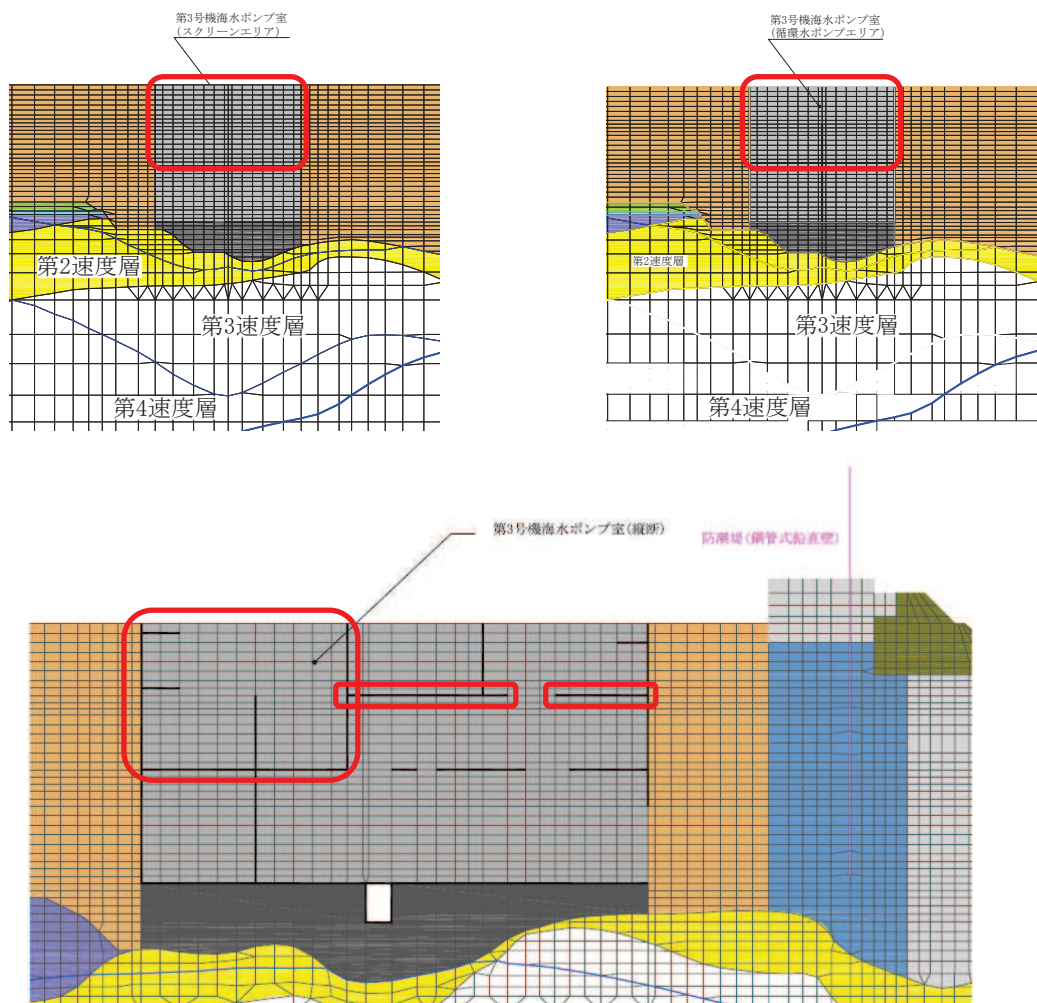 第3号機海水ポンプ室
(スクリーンエリア)
第2速度層
第3速度層
第4速度層
第3号機海水ポンプ室
(循環水ポンプエリア)
第2速度層
第3速度層
第4速度層
第3号機海水ポンプ室(縦断)
防潮堤(鋼管式鉛直壁)